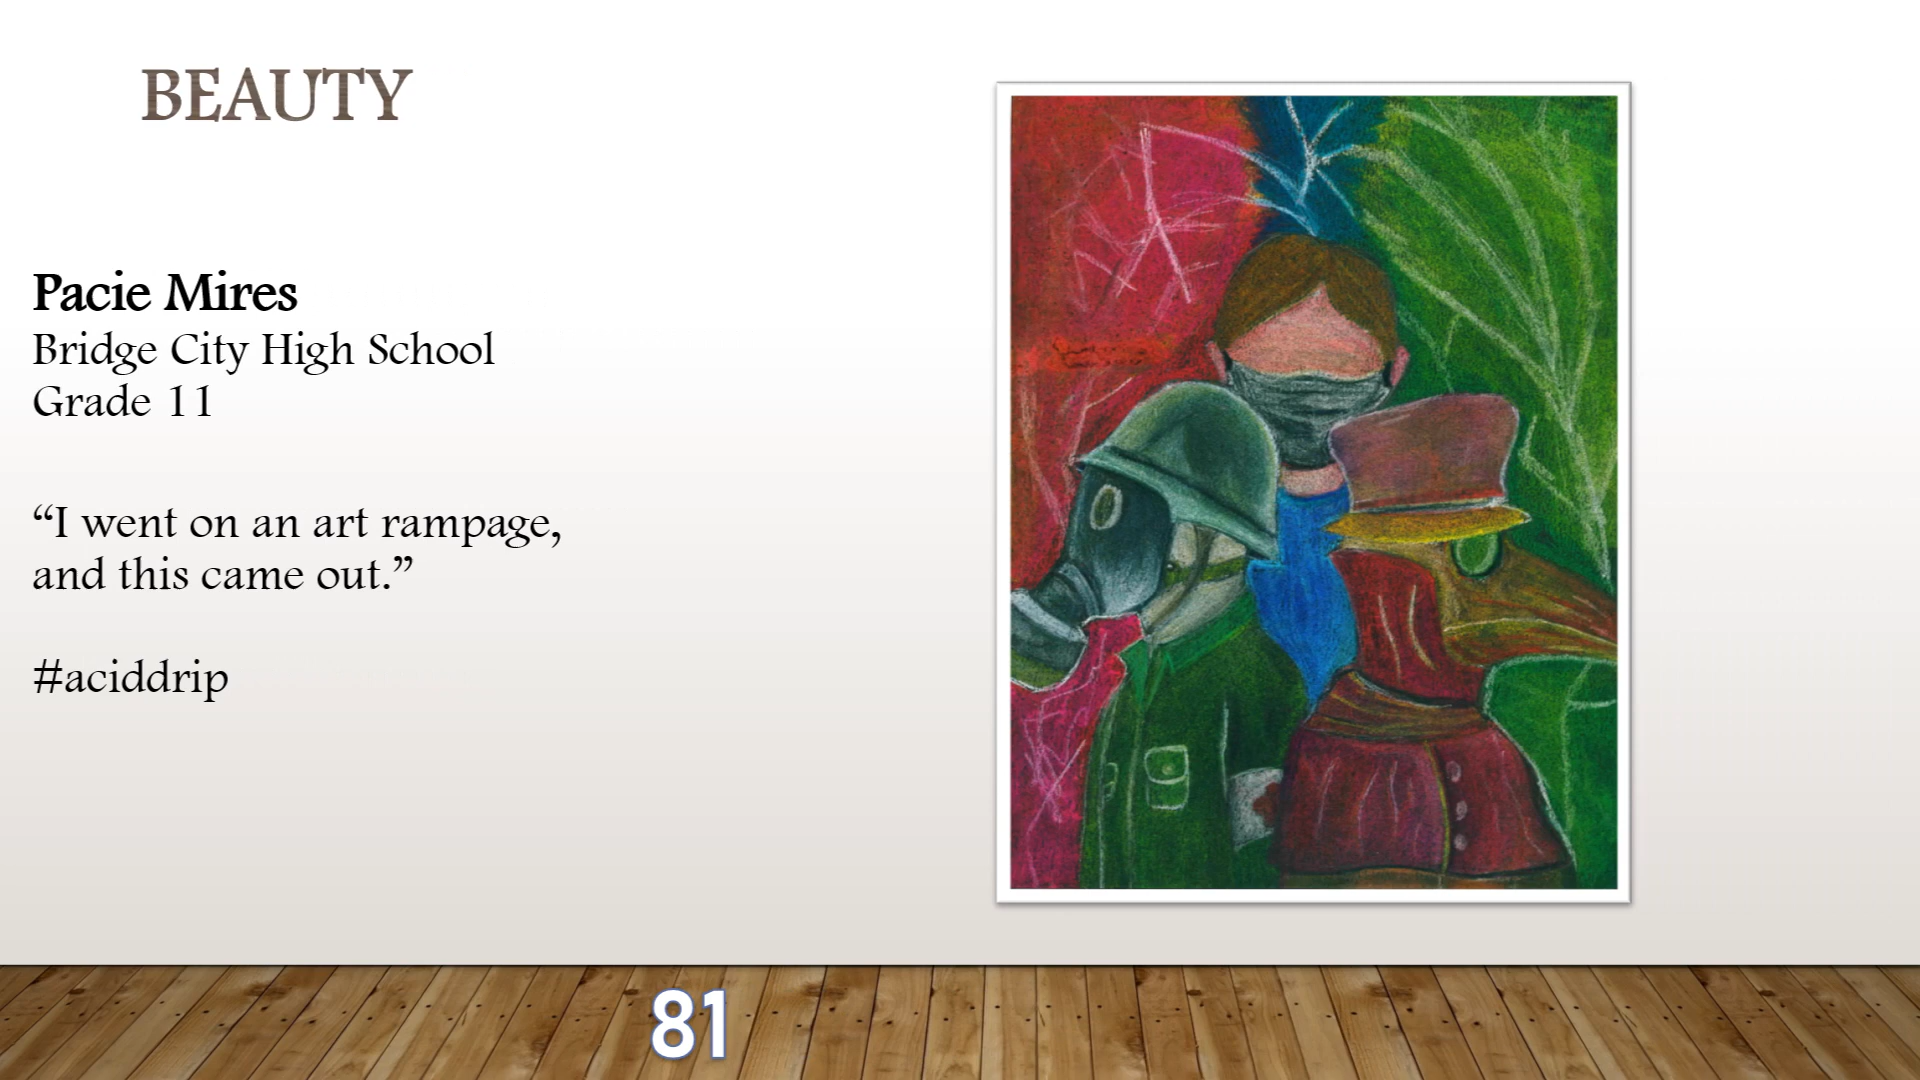 BEAUTY
Pacie Mires
Bridge City High School
Grade 11
“I went on an art rampage,
and this came out.”
#aciddrip
81